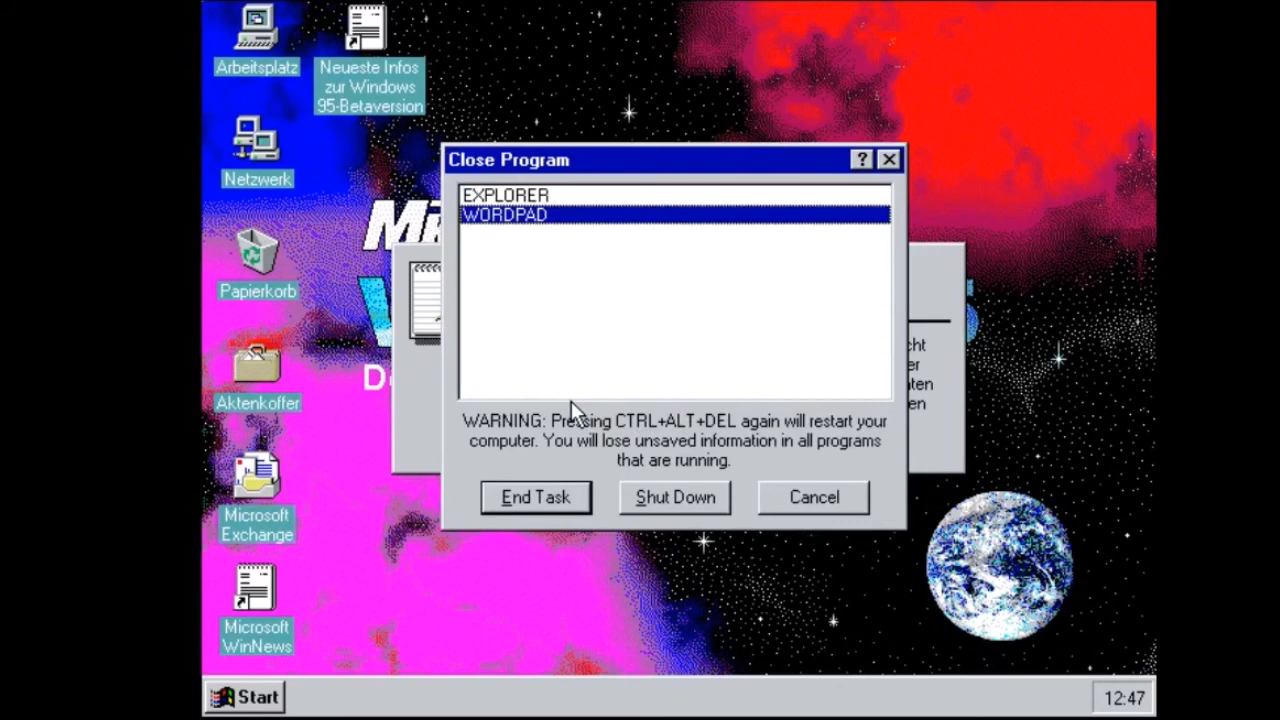 Arbeitsplatz
Neueste Infos
zur Windows
95-Betaversion
Netzwerk
Papierkorb
Aktenkoffer
Microsoft
Exchange
Microsoft
WinNews
Close Program
EXPLORER
WORDPAD
WARNING: Pressing CTRL+ALT+DEL again will restart your
computer. You will lose unsaved information in all programs
that are running.
End Task
Shut Down
Cancel
Start
12:47